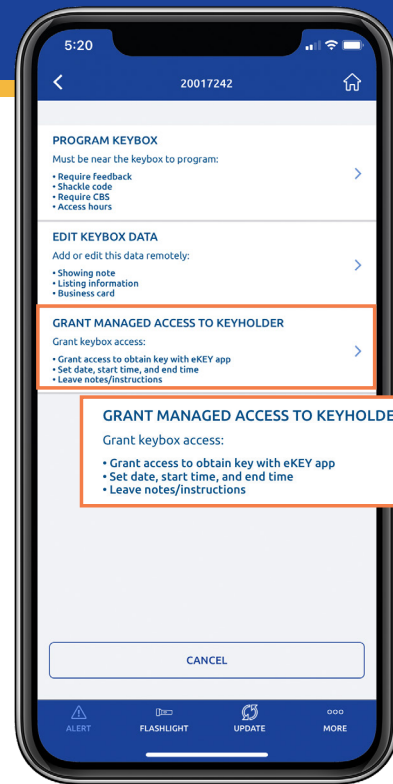 5:20
20017242
PROGRAM KEYBOX
Must be near the keybox to program:
• Require feedback
• Shackle code
• Require CBS
• Access hours
EDIT KEYBOX DATA
Add or edit this data remotely:
• Showing note
• Listing information
• Business card
GRANT MANAGED ACCESS TO KEYHOLDER
Grant keybox access:
• Grant access to obtain key with eKEY app
• Set date, start time, and end time
• Leave notes/instructions
GRANT MANAGED ACCESS TO KEYHOLDE
Grant keybox access:
• Grant access to obtain key with eKEY app
• Set date, start time, and end time
• Leave notes/instructions
CANCEL
ALERT FLASHLIGHT UPDATE MORE